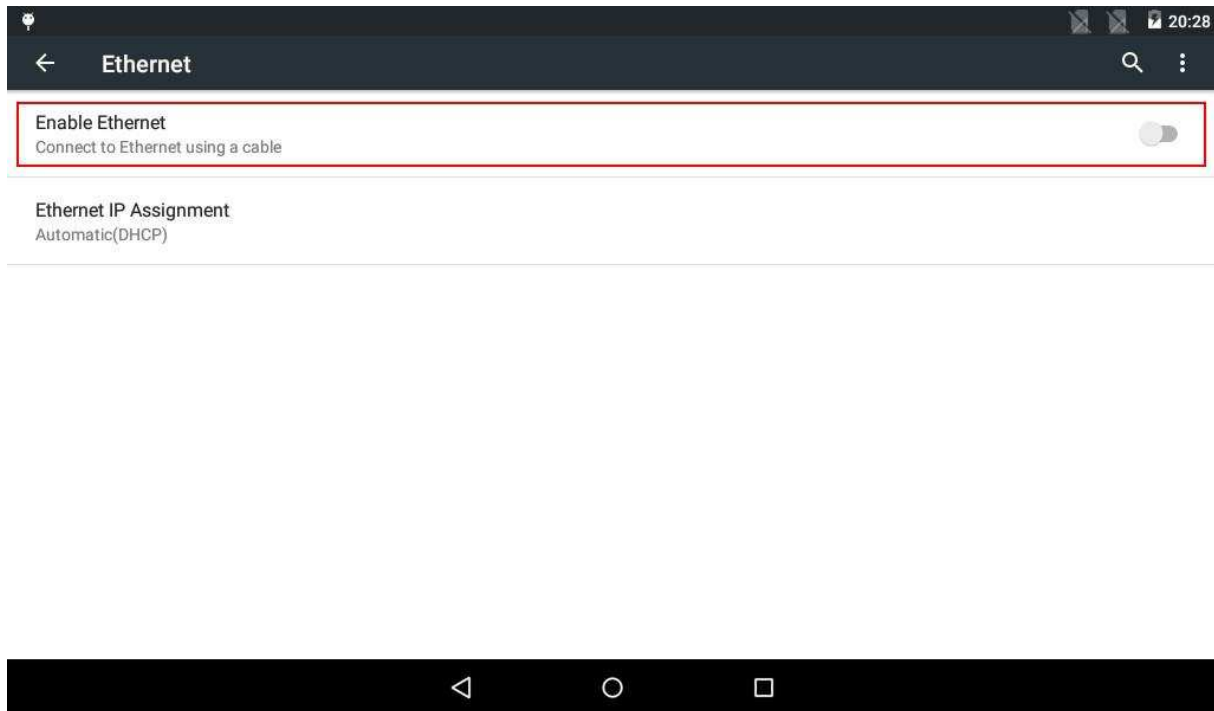 20:28
Ethernet
Enable Ethernet
Connect to Ethernet using a cable
Ethernet IP Assignment
Automatic(DHCP)